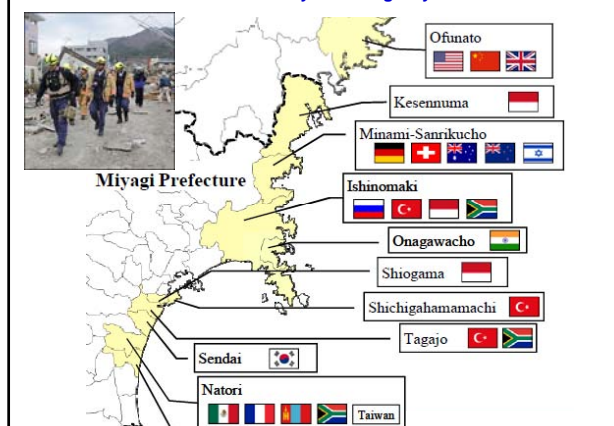 Ofunato
Kesennuma
Minami-Sanrikucho
Miyagi Prefecture
Ishinomaki
Onagawacho
Shiogama
Shichigahamamachi
Tagajo
Sendai
Natori
Taiwan